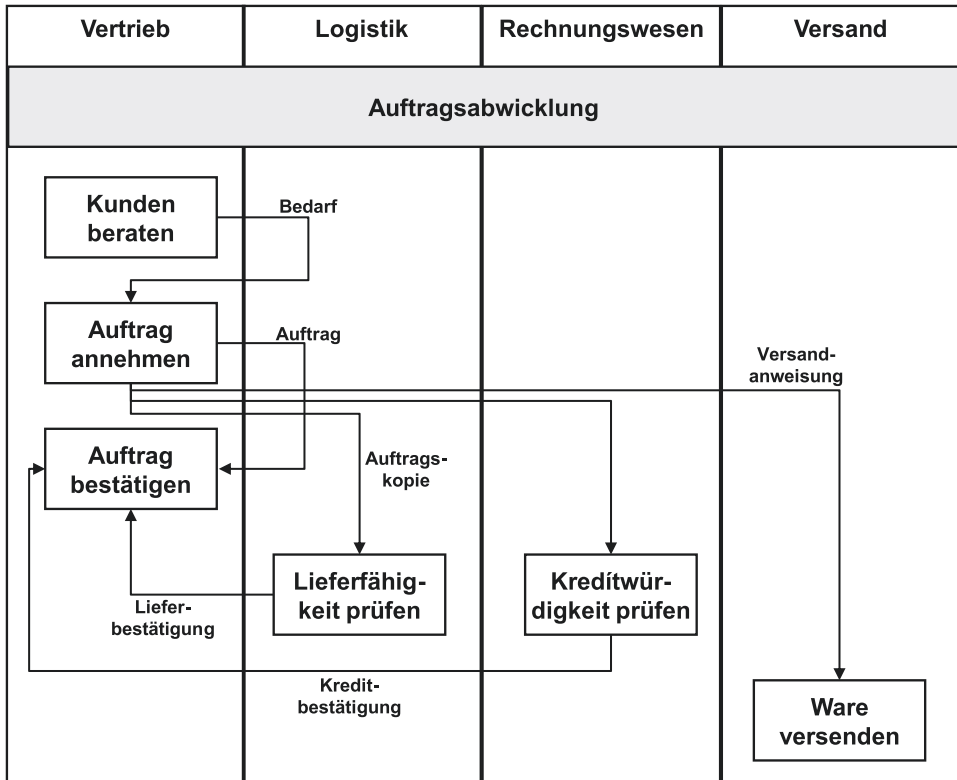 Vertrieb
Logistik
Rechnungswesen
Versand
Auftragsabwicklung
Kunden
beraten
Bedarf
Auftrag
annehmen
Auftrag
Versand-
anweisung
Auftrag
bestätigen
Auftrags-
kopie
Lieferfähig-
keit prüfen
Kredítwür-
digkeit prüfen
Liefer-
bestätigung
Kredit-
bestätigung
Ware
versenden